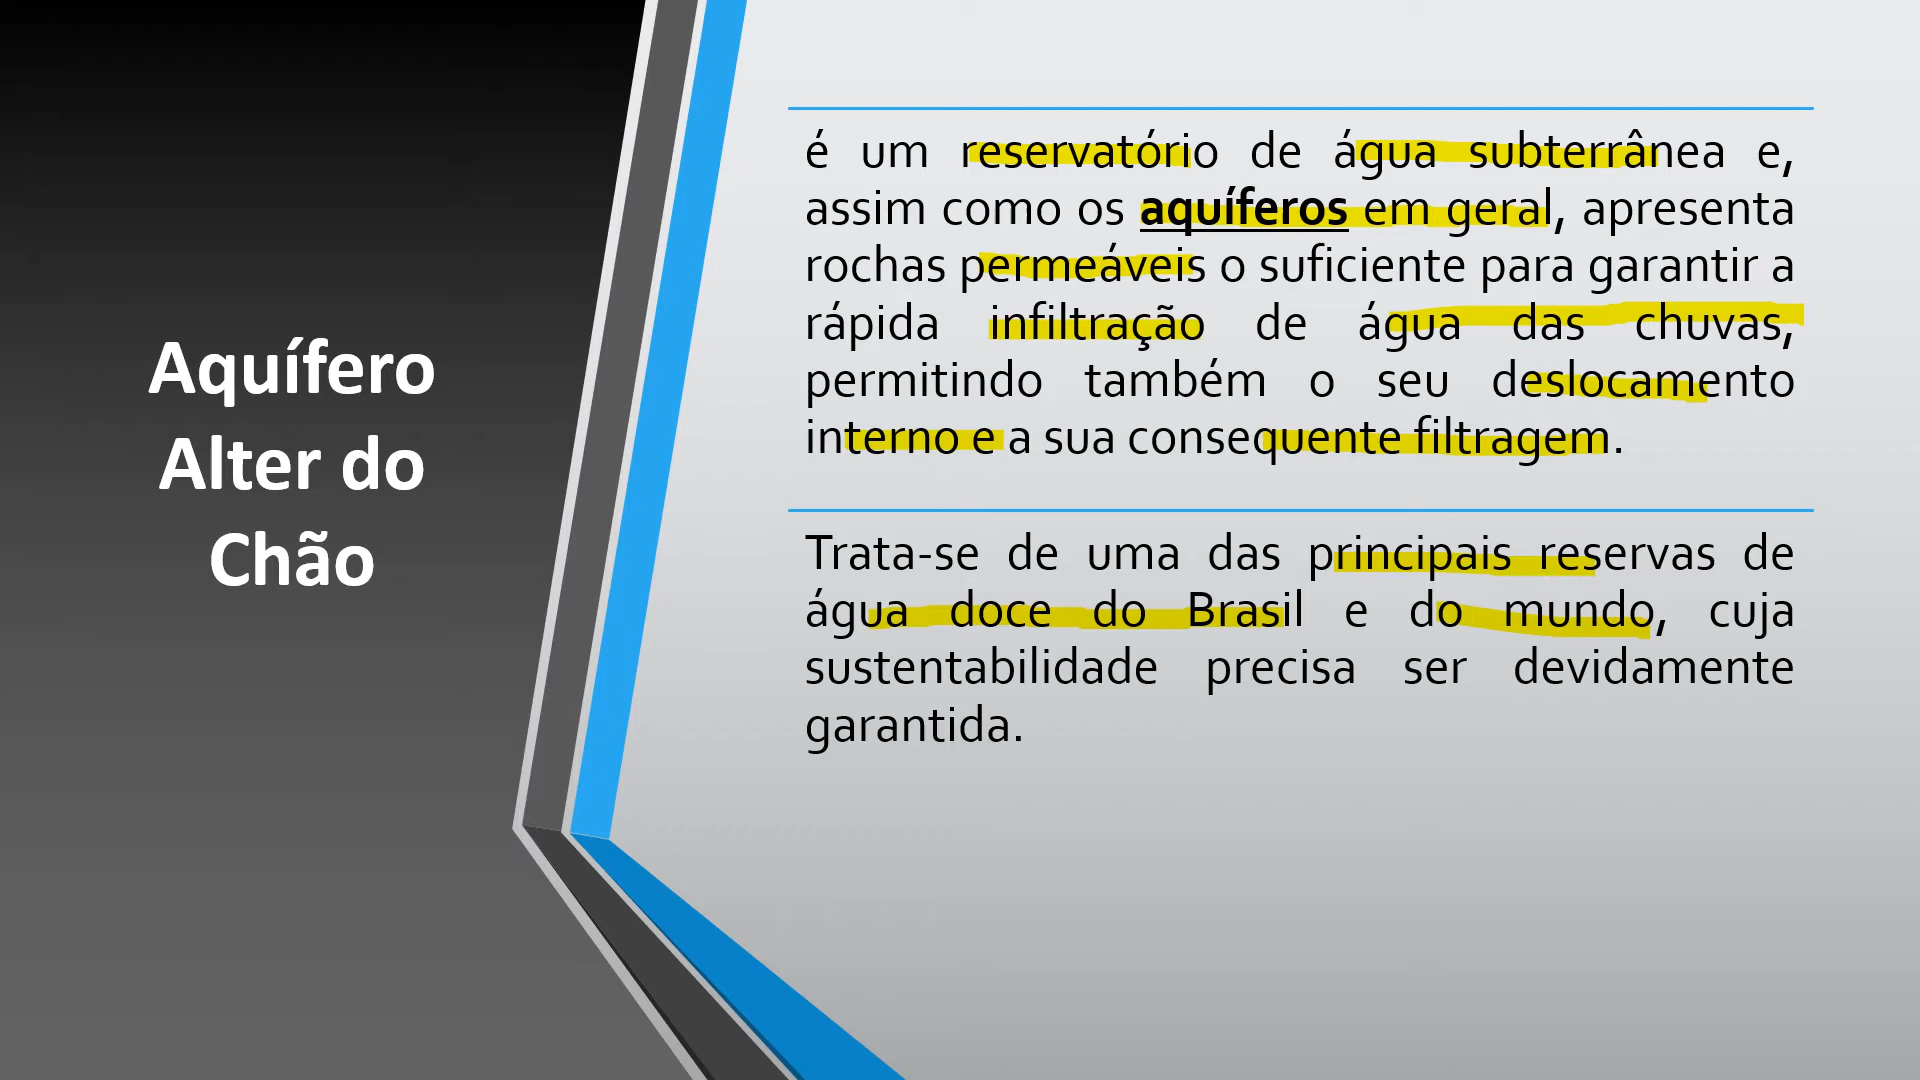 Aquífero
Alter do
Chão
é um reservatório de água subterrânea e,
assim como os aquíferos em geral, apresenta
rochas permeáveis o suficiente para garantir a
rápida infiltração de água das chuvas,
permitindo também o seu deslocamento
interno e a sua consequente filtragem.
Trata-se de uma das principais reservas de
água doce do Brasil e do mundo, cuja
sustentabilidade precisa ser devidamente
garantida.